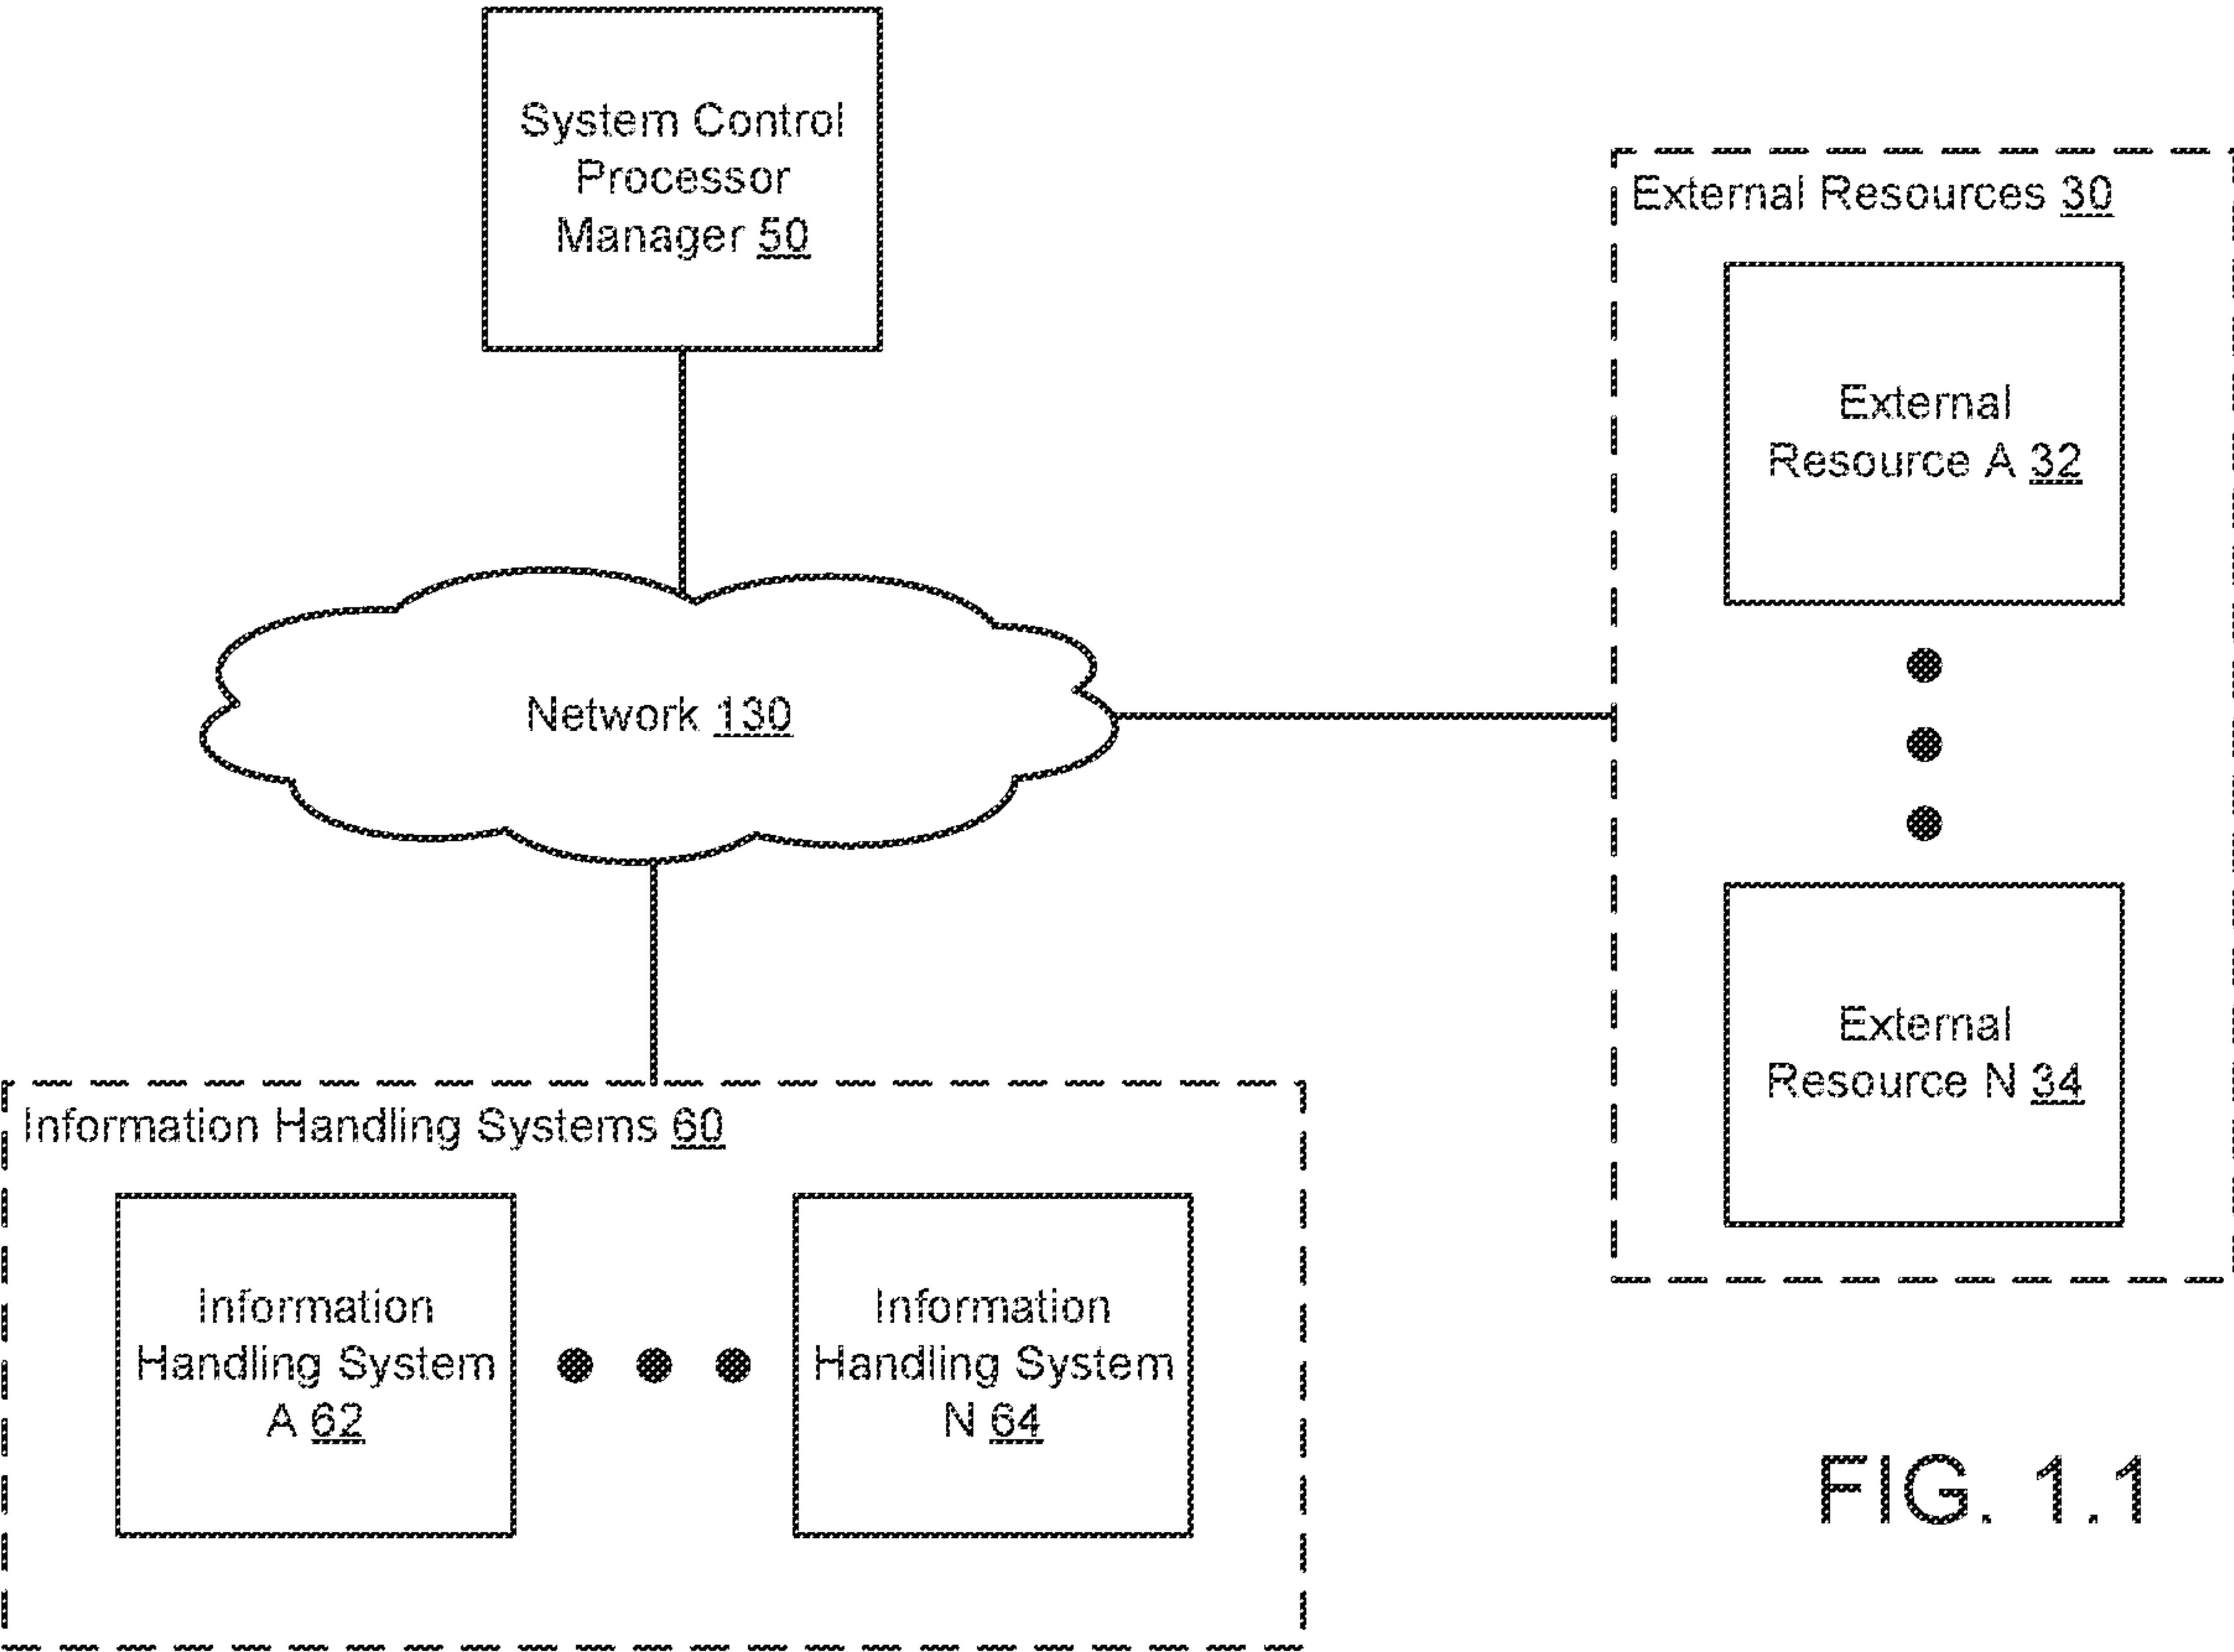 System Control
Processor
Manager 50
External Resources 30
External
Resource A 32
Network 130
External
Resource N 34
Information Handling Systems 60
Information
Handling System
A 62
Information
Handling System
N 64
FIG. 1.1